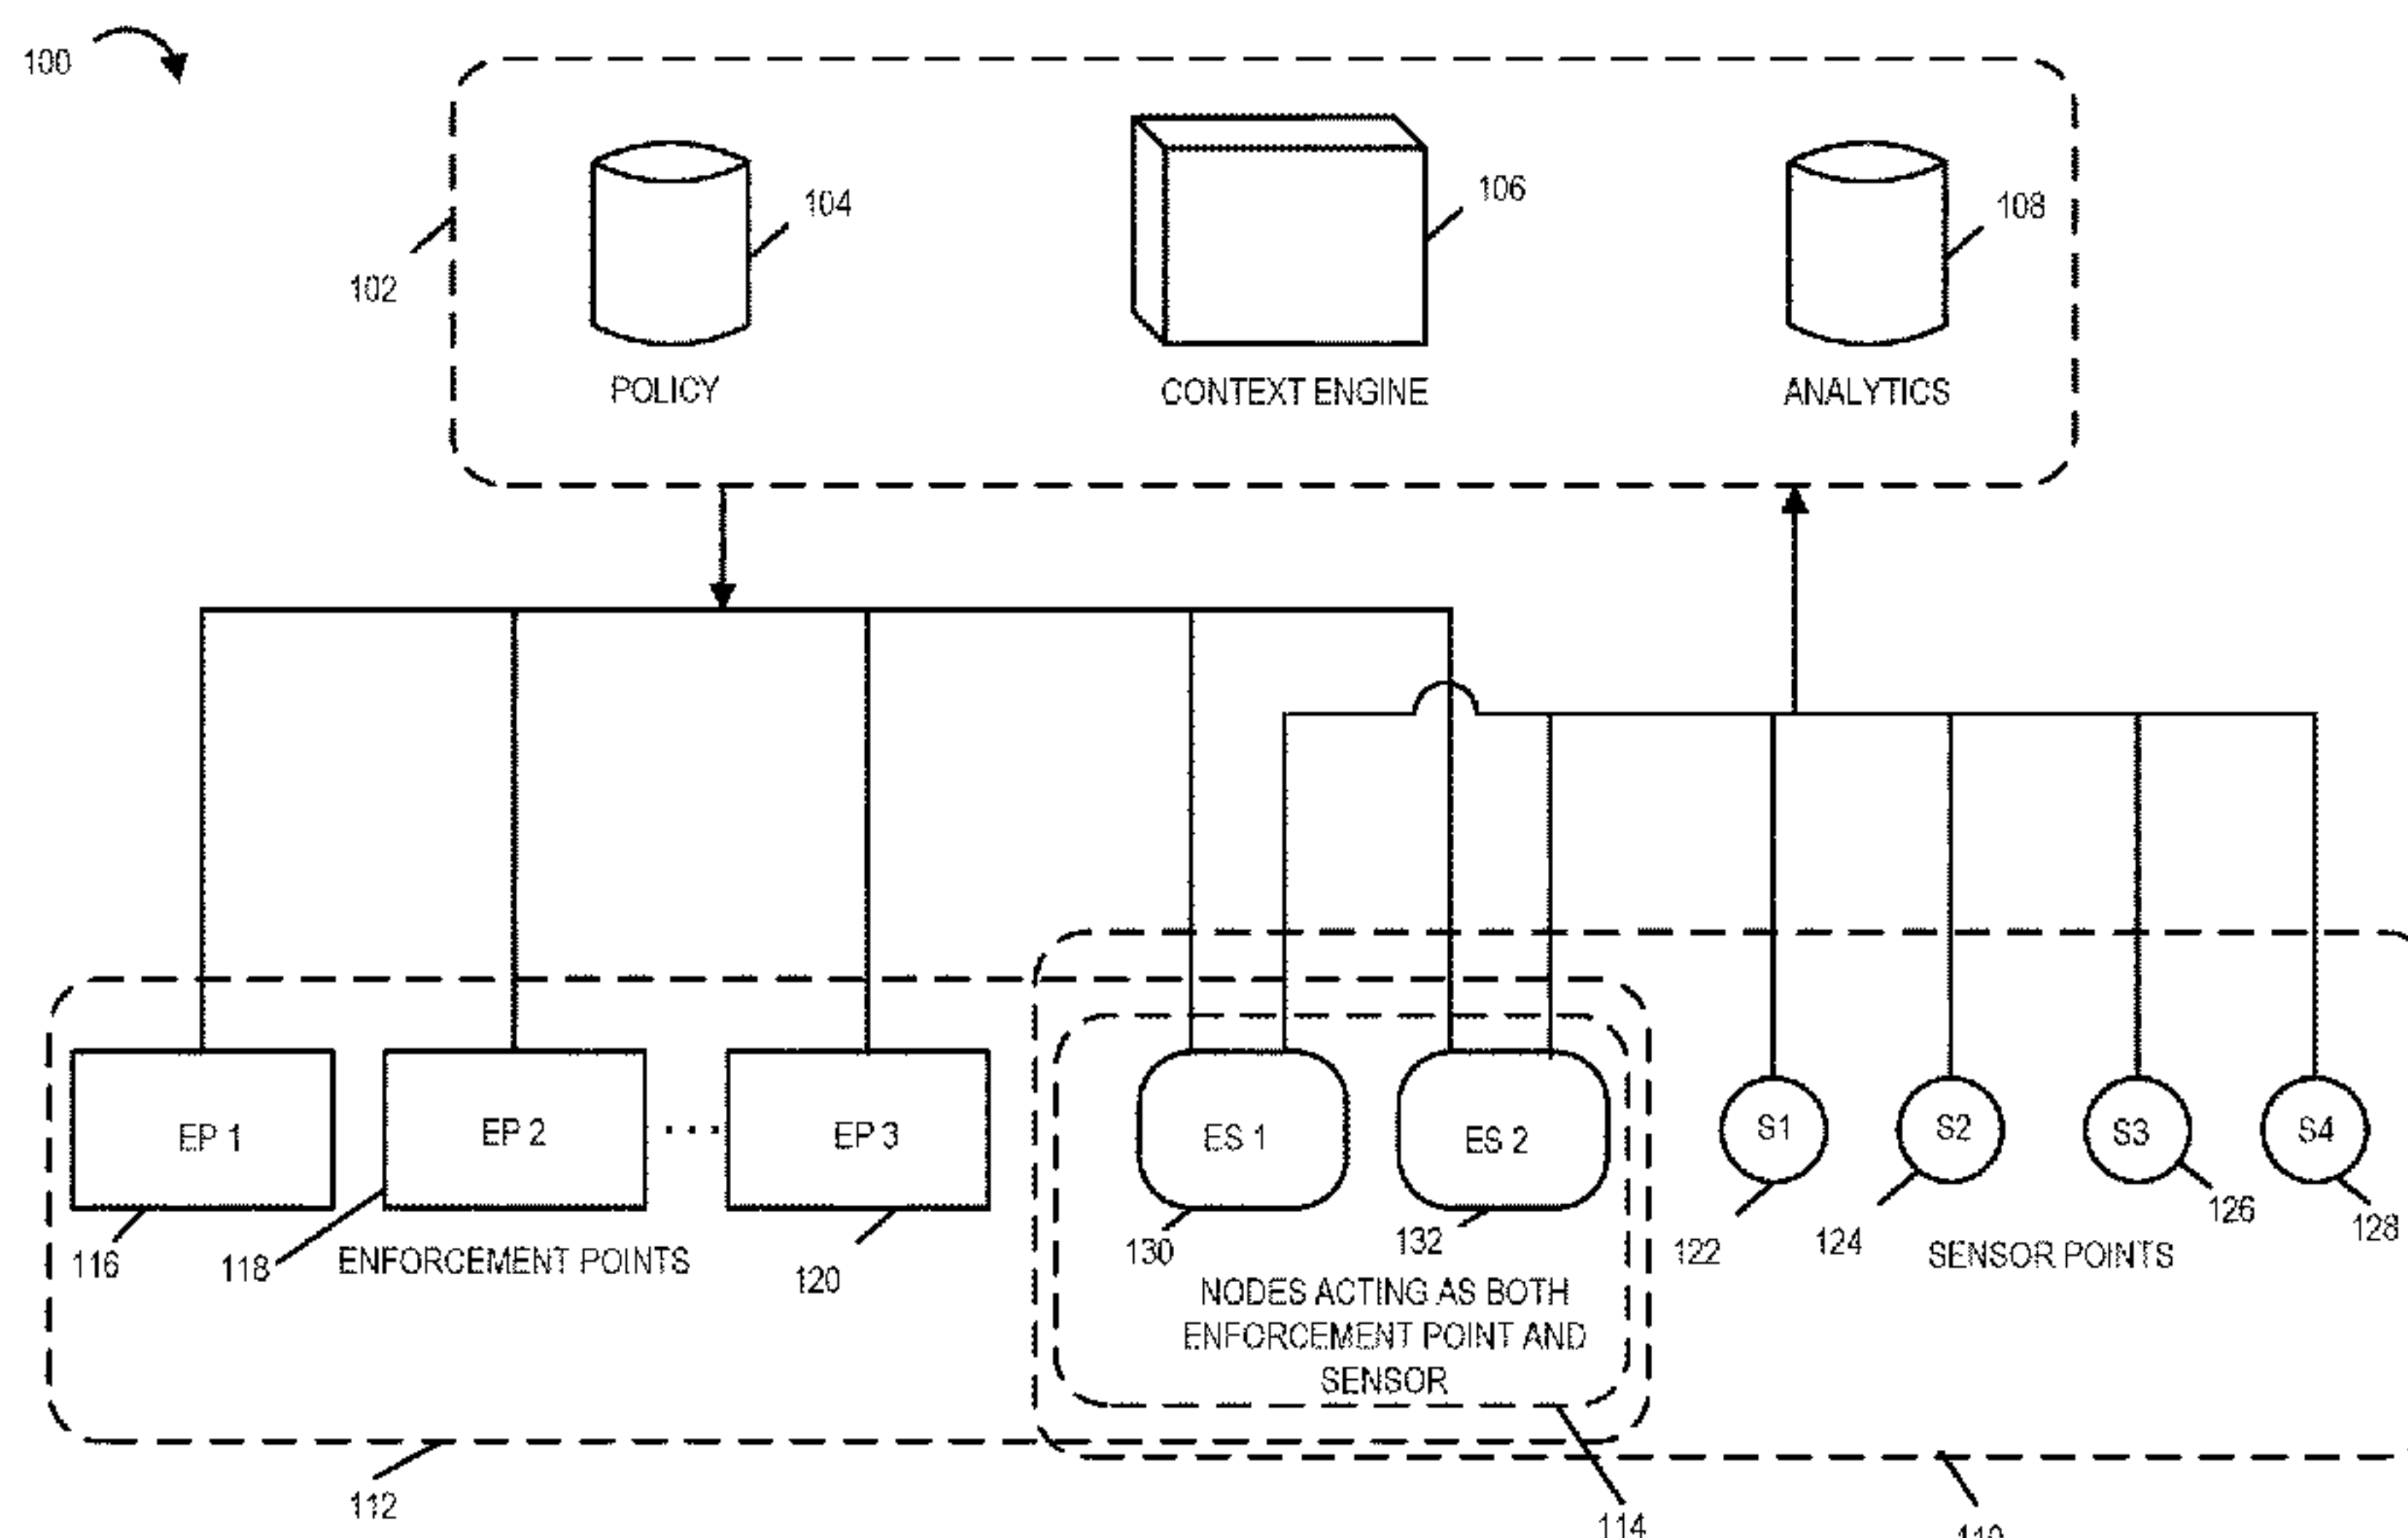 100
102
104
106
108
POLICY
CONTEXT ENGINE
ANALYTICS
EP 1
EP 2
...
EP 3
ES 1
ES 2
S1
S2
S3
S4
116
118
ENFORCEMENT POINTS
120
130
132
122
124
126
128
SENSOR POINTS
NODES ACTING AS BOTH
ENFORCEMENT POINT AND
SENSOR
112
114